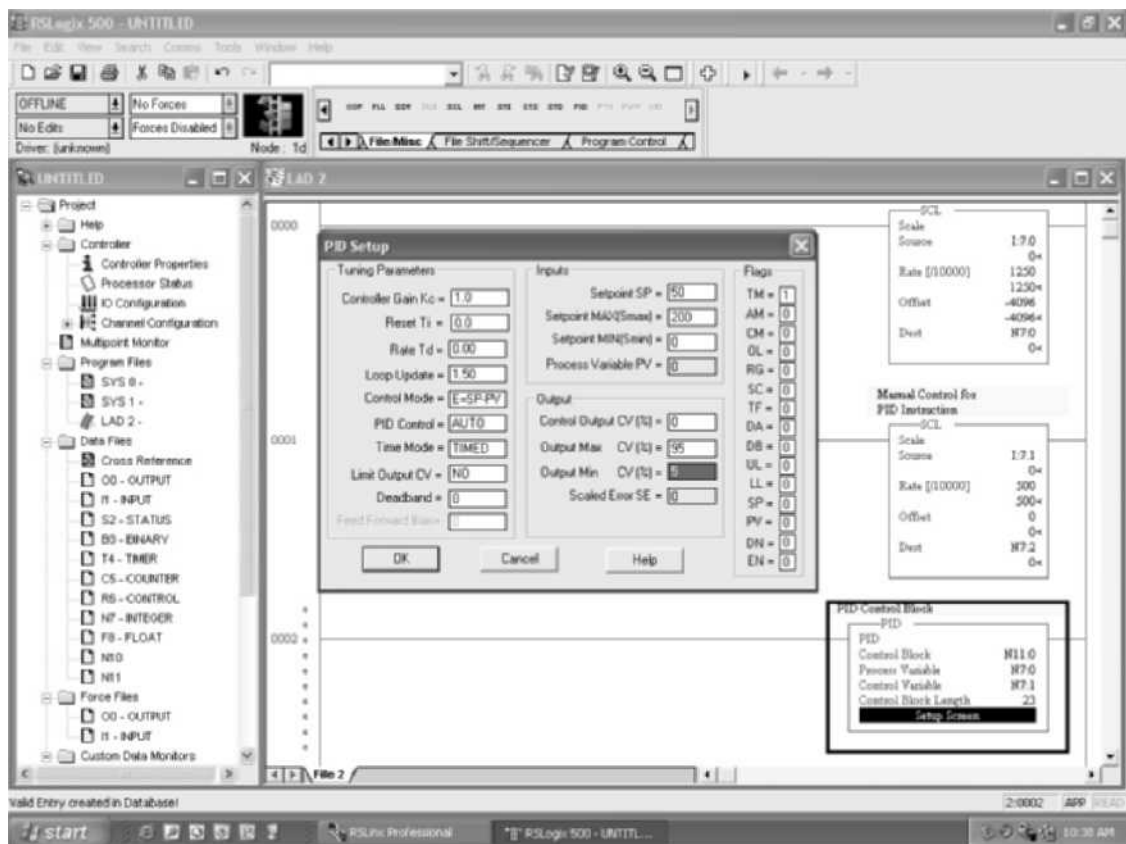 RSLogix 500 - UNTITLED
File Edit View Search Comms Tools Window Help
OFFLINE
No Forces
No Edits
Forces Disabled
Driver: (unknown)
Node: 1d
COP FLL
SCL
PID
File/Misc
File Shift/Sequencer
Program Control
UNTITLED
Project
Help
Controller
Controller Properties
Processor Status
IO Configuration
Channel Configuration
Multipoint Monitor
Program Files
SYS 0 -
SYS 1 -
LAD 2 -
Data Files
Cross Reference
O0 - OUTPUT
I1 - INPUT
S2 - STATUS
B3 - BINARY
T4 - TIMER
C5 - COUNTER
R6 - CONTROL
N7 - INTEGER
F8 - FLOAT
N10
N11
Force Files
O0 - OUTPUT
I1 - INPUT
Custom Data Monitors
LAD 2
0000
SCL
Scale
Source I:7.0
0<
Rate [/10000] 1250
1250<
Offset -4096
-4096<
Dest N7:0
0<
PID Setup
Tuning Parameters
Controller Gain Kc = 1.0
Reset Ti = 0.0
Rate Td = 0.00
Loop Update = 1.50
Control Mode = E=SP-PV
PID Control = AUTO
Time Mode = TIMED
Limit Output CV = NO
Deadband = 0
Feed Forward Bias = 0
Inputs
Setpoint SP = 50
Setpoint MAX(Smax) = 200
Setpoint MIN(Smin) = 0
Process Variable PV = 0
Output
Control Output CV (%) = 0
Output Max CV (%) = 95
Output Min CV (%) = 5
Scaled Error SE = 0
Flags
TM = 1
AM = 0
CM = 0
OL = 0
RG = 0
SC = 0
TF = 0
DA = 0
DB = 0
UL = 0
LL = 0
SP = 0
PV = 0
DN = 0
EN = 0
OK
Cancel
Help
0001
Manual Control for
PID Instruction
SCL
Scale
Source I:7.1
0<
Rate [/10000] 500
500<
Offset 0
0<
Dest N7:2
0<
0002
PID Control Block
PID
PID
Control Block N11:0
Process Variable N7:0
Control Variable N7:1
Control Block Length 23
Setup Screen
File 2
Valid Entry created in Database!
2:0002
APP
READ
start
RSLinx Professional
RSLogix 500 - UNTITL...
10:38 AM